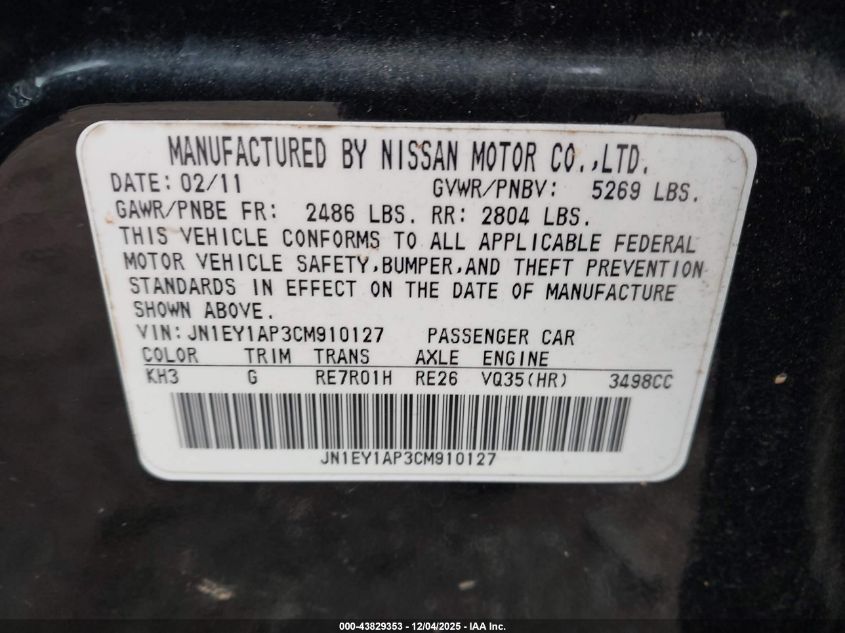 MANUFACTURED BY NISSAN MOTOR CO.,LTD.
DATE: 02/11 GVWR/PNBV: 5269 LBS.
GAWR/PNBE FR: 2486 LBS. RR: 2804 LBS.
THIS VEHICLE CONFORMS TO ALL APPLICABLE FEDERAL
MOTOR VEHICLE SAFETY,BUMPER,AND THEFT PREVENTION
STANDARDS IN EFFECT ON THE DATE OF MANUFACTURE
SHOWN ABOVE.
VIN: JN1EY1AP3CM910127 PASSENGER CAR
COLOR TRIM TRANS AXLE ENGINE
KH3 G RE7R01H RE26 VQ35(HR) 3498CC
JN1EY1AP3CM910127
000-43829353 - 12/04/2025 - IAA Inc.